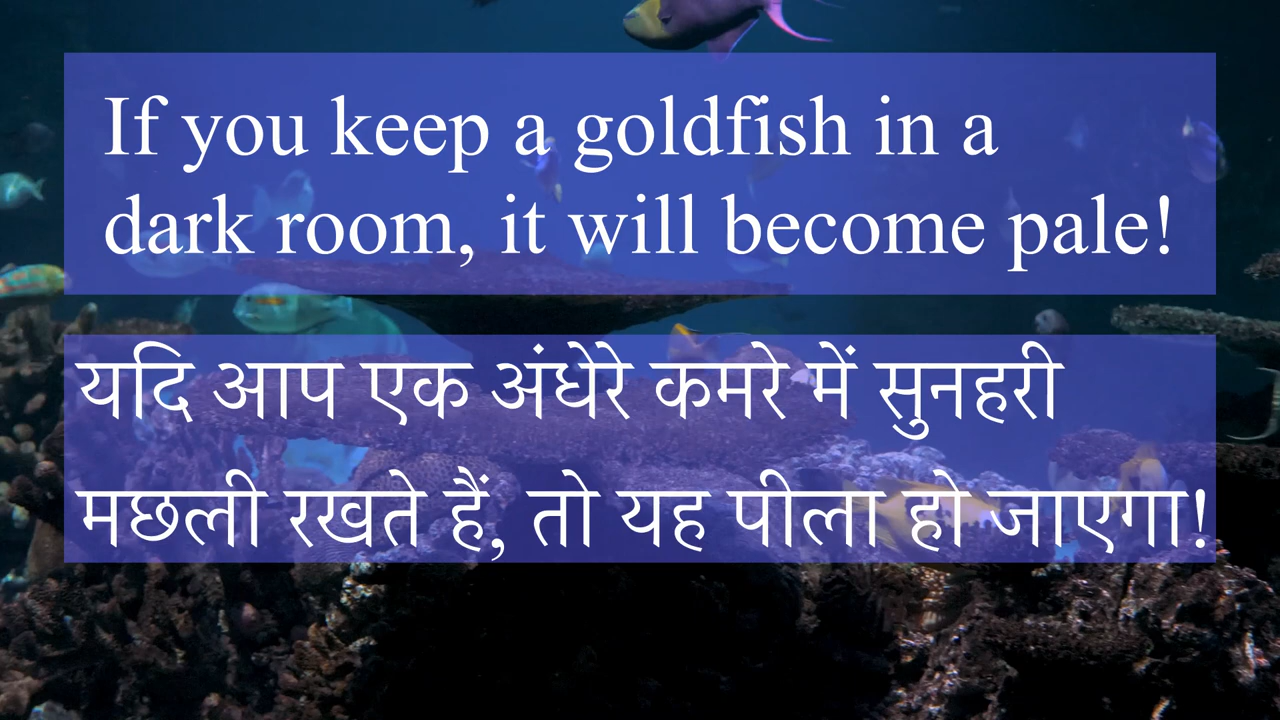 If you keep a goldfish in a
dark room, it will become pale!
यदि आप एक अंधेरे कमरे में सुनहरी
मछली रखते हैं, तो यह पीला हो जाएगा!